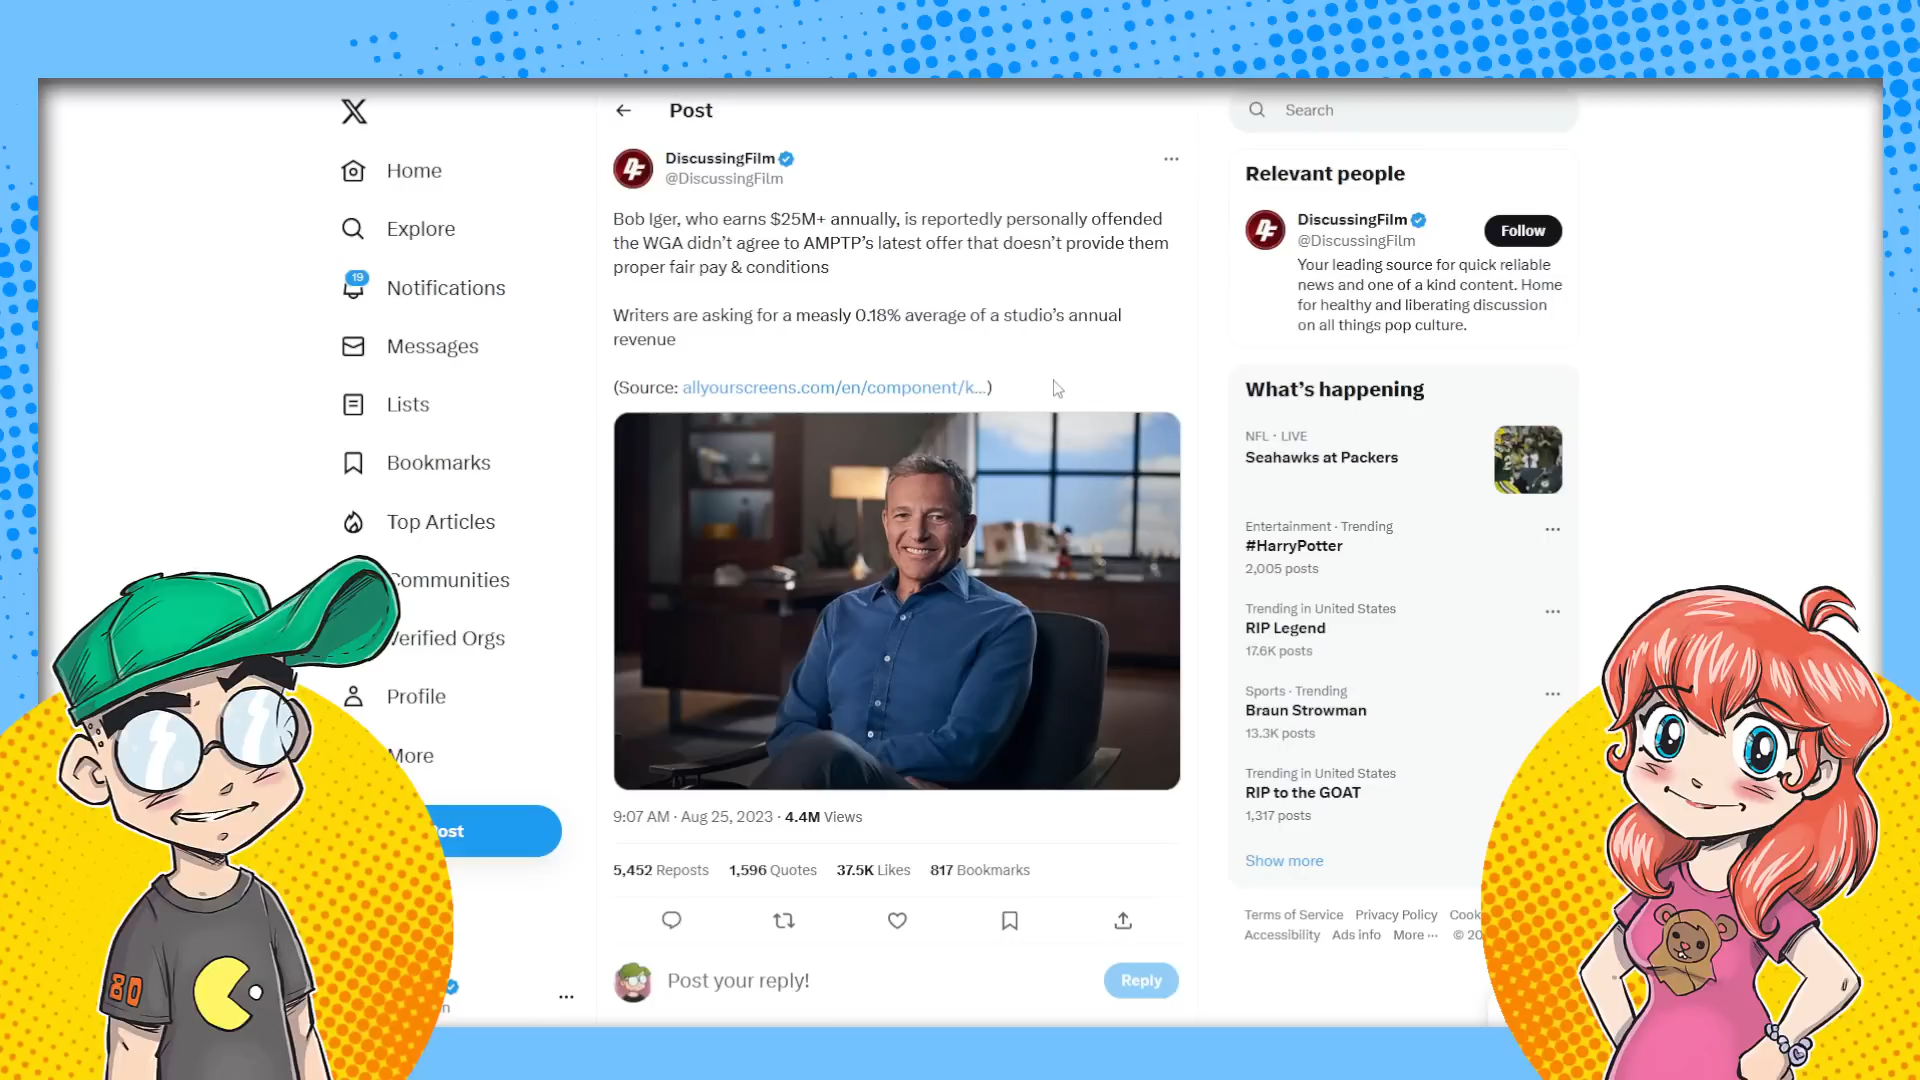 Post
Search
Home
Explore
19
Notifications
Messages
Lists
Bookmarks
Top Articles
Communities
Verified Orgs
Profile
More
DiscussingFilm
@DiscussingFilm
Bob Iger, who earns $25M+ annually, is reportedly personally offended
the WGA didn't agree to AMPTP's latest offer that doesn't provide them
proper fair pay & conditions
Writers are asking for a measly 0.18% average of a studio's annual
revenue
(Source: allyourscreens.com/en/component/k...)
9:07 AM · Aug 25, 2023 · 4.4M Views
5,452 Reposts 1,596 Quotes 37.5K Likes 817 Bookmarks
Post your reply!
Reply
Relevant people
DiscussingFilm
@DiscussingFilm
Follow
Your leading source for quick reliable
news and one of a kind content. Home
for healthy and liberating discussion
on all things pop culture.
What's happening
NFL · LIVE
Seahawks at Packers
Entertainment · Trending
#HarryPotter
2,005 posts
Trending in United States
RIP Legend
17.6K posts
Sports · Trending
Braun Strowman
13.3K posts
Trending in United States
RIP to the GOAT
1,317 posts
Show more
Terms of Service Privacy Policy
Accessibility Ads info More ··· ©
80